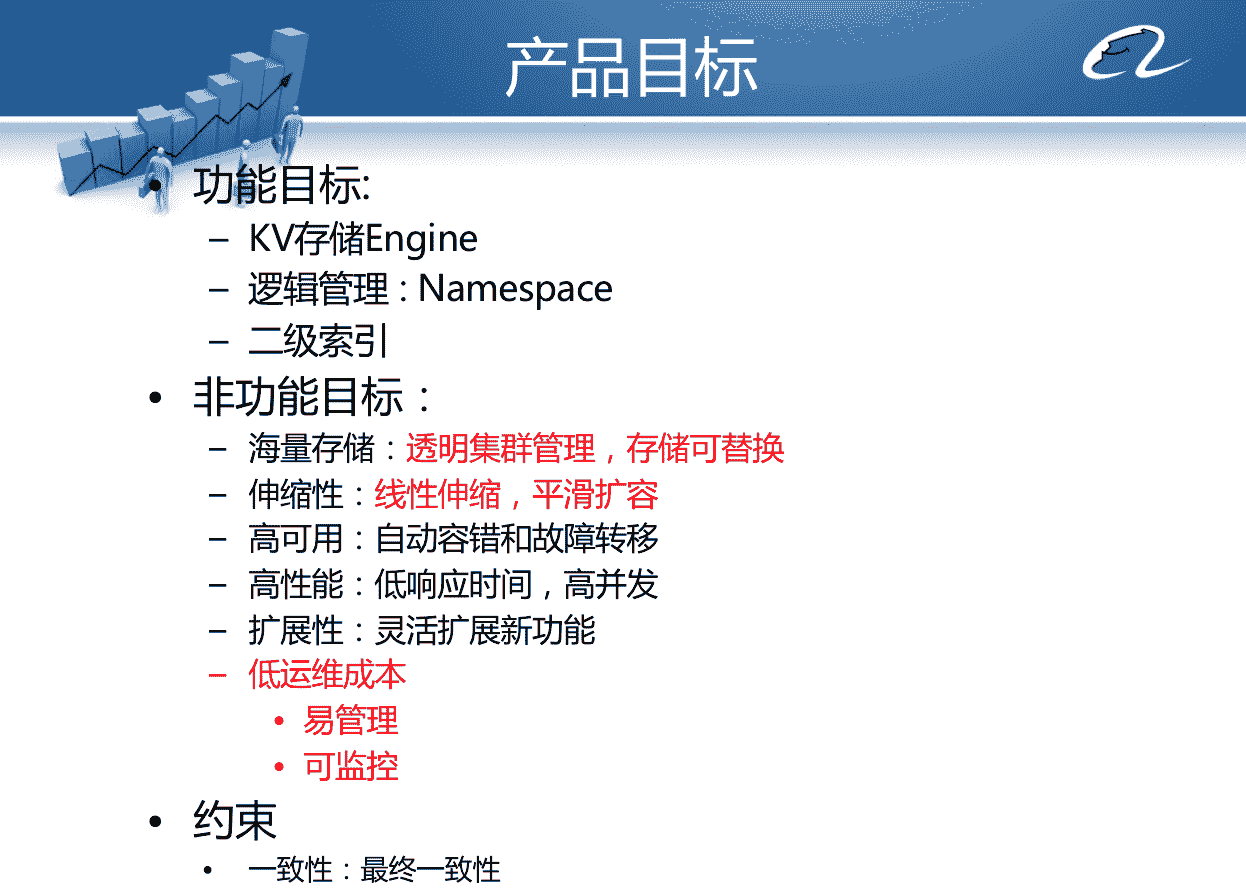 产品目标
• 功能目标:
– KV存储Engine
– 逻辑管理 : Namespace
– 二级索引
• 非功能目标：
– 海量存储：透明集群管理，存储可替换
– 伸缩性：线性伸缩，平滑扩容
– 高可用：自动容错和故障转移
– 高性能：低响应时间，高并发
– 扩展性：灵活扩展新功能
– 低运维成本
• 易管理
• 可监控
• 约束
• 一致性：最终一致性